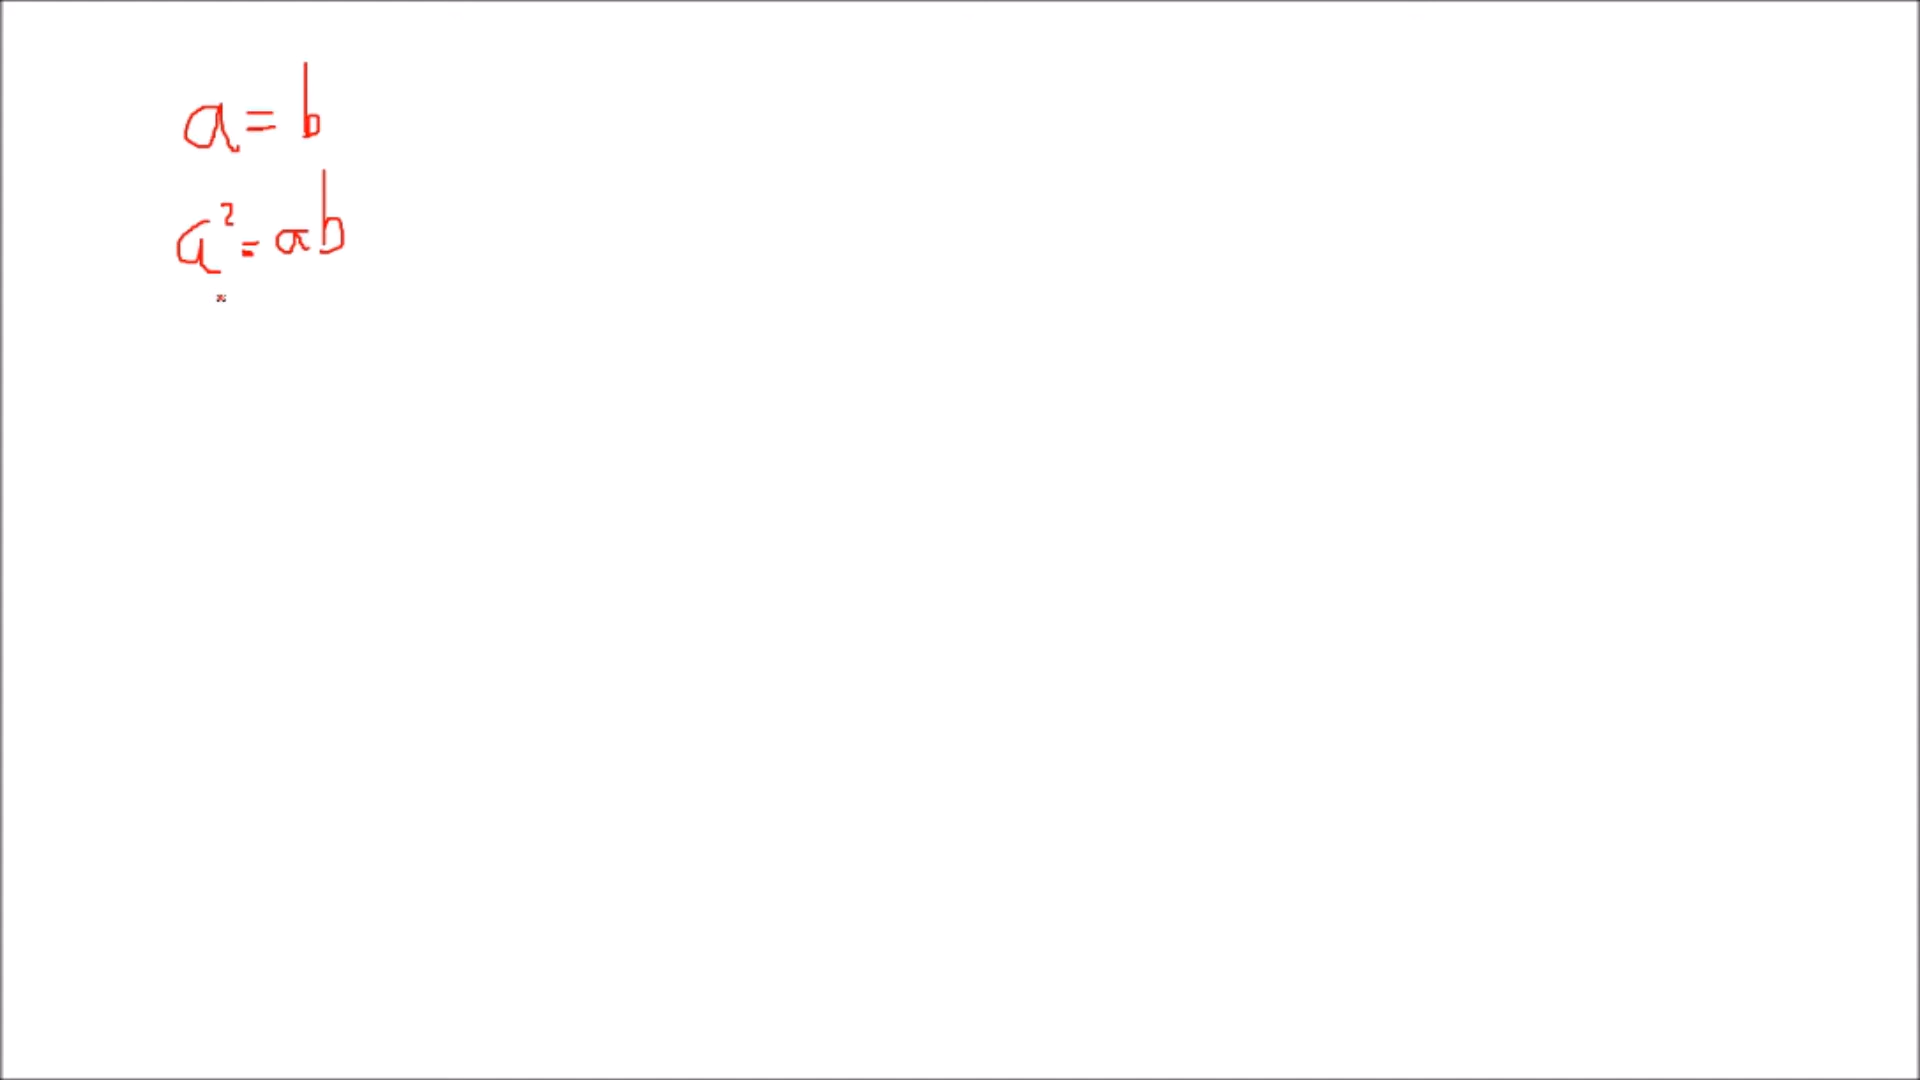 a = b
a² = ab